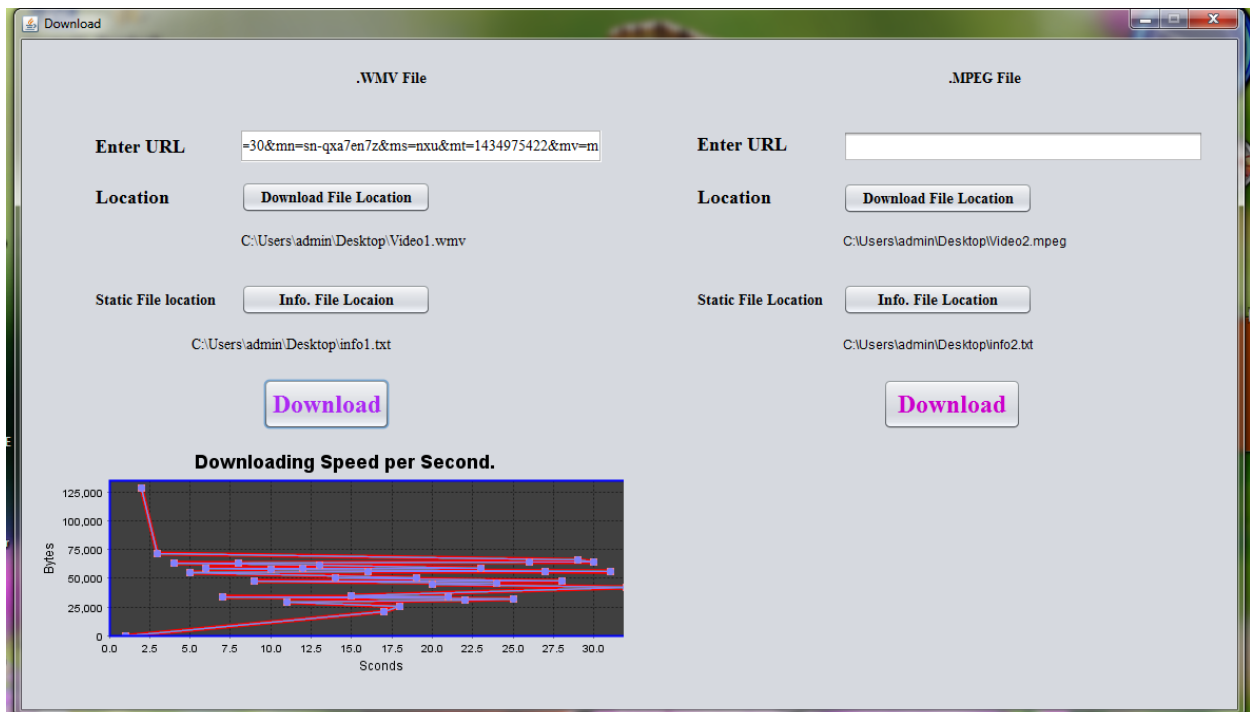 Download
.WMV File
.MPEG File
Enter URL
=30&mn=sn-qxa7en7z&ms=nxu&mt=1434975422&mv=m
Enter URL
Location
Download File Location
Location
Download File Location
C:\Users\admin\Desktop\Video1.wmv
C:\Users\admin\Desktop\Video2.mpeg
Static File location
Info. File Locaion
Static File Location
Info. File Location
C:\Users\admin\Desktop\info1.txt
C:\Users\admin\Desktop\info2.txt
Download
Download
Downloading Speed per Second.
Bytes
125,000
100,000
75,000
50,000
25,000
0
0.0 2.5 5.0 7.5 10.0 12.5 15.0 17.5 20.0 22.5 25.0 27.5 30.0
Sconds